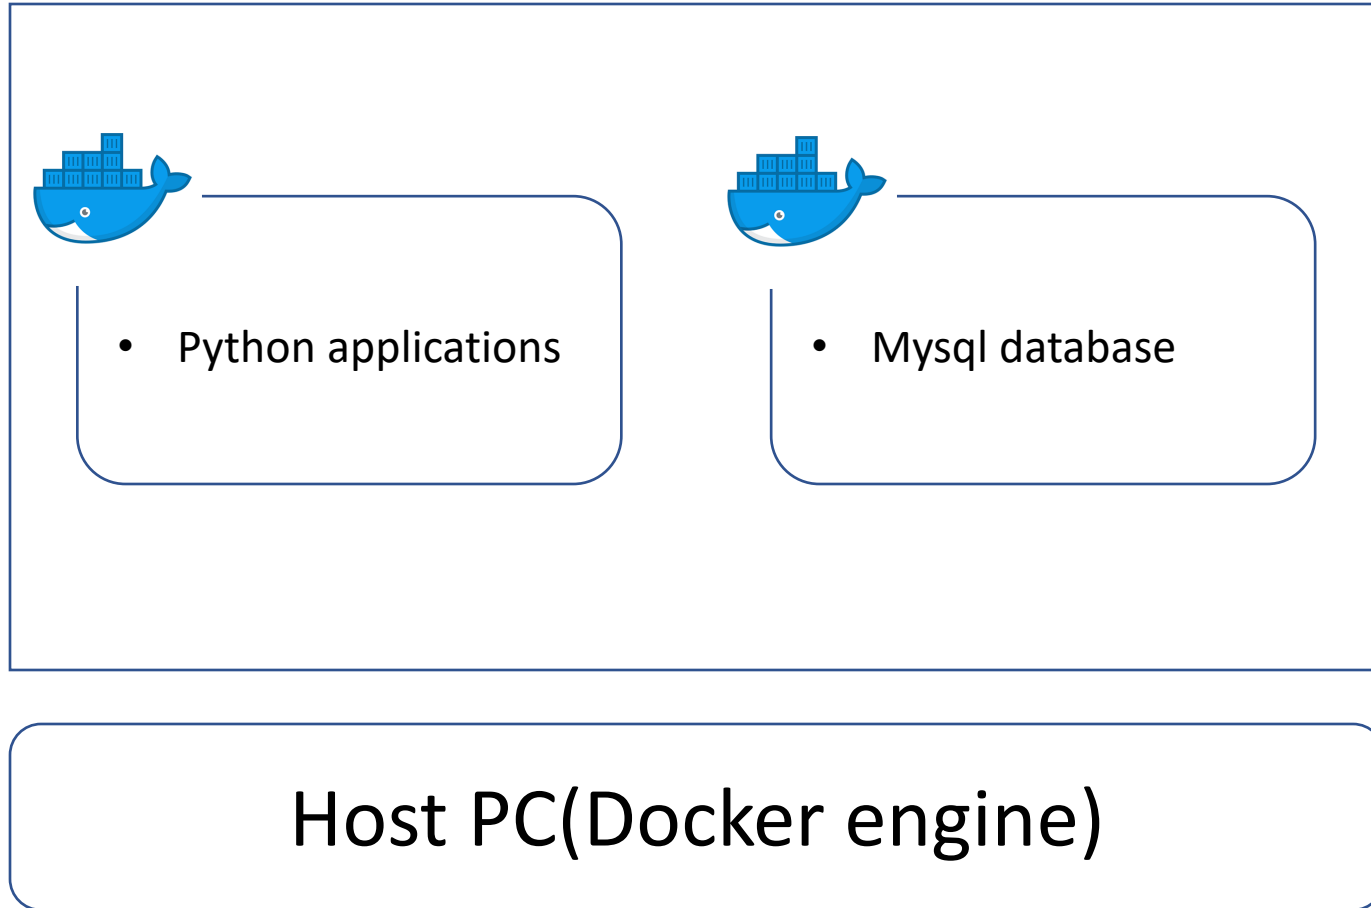 • Python applications
• Mysql database
Host PC(Docker engine)